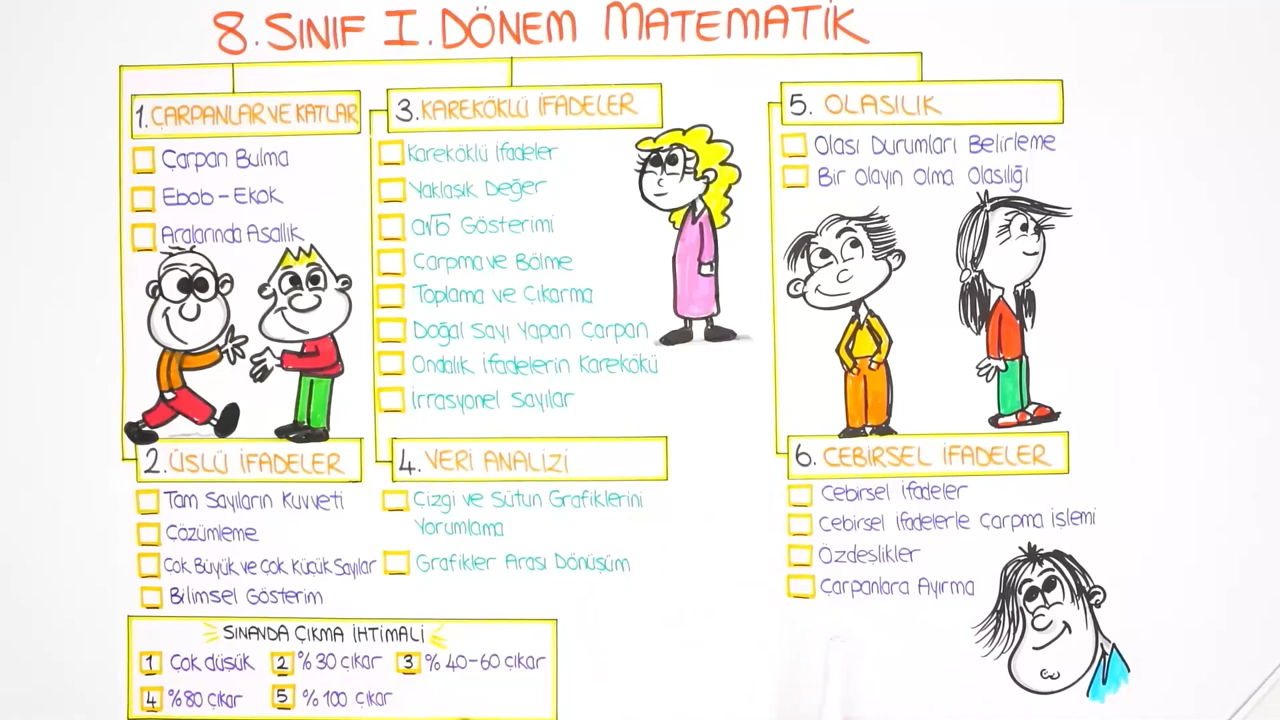 8. SINIF I. DÖNEM MATEMATİK
1. ÇARPANLAR VE KATLAR
Çarpan Bulma
Ebob - Ekok
Aralarında Asallık
2. ÜSLÜ İFADELER
Tam Sayıların Kuvveti
Çözümleme
Çok Büyük ve Çok Küçük Sayılar
Bilimsel Gösterim
3. KAREKÖKLÜ İFADELER
Kareköklü İfadeler
Yaklaşık Değer
a√b Gösterimi
Çarpma ve Bölme
Toplama ve Çıkarma
Doğal Sayı Yapan Çarpan
Ondalık İfadelerin Karekökü
İrrasyonel Sayılar
4. VERİ ANALİZİ
Çizgi ve Sütun Grafiklerini
Yorumlama
Grafikler Arası Dönüşüm
5. OLASILIK
Olası Durumları Belirleme
Bir Olayın Olma Olasılığı
6. CEBİRSEL İFADELER
Cebirsel İfadeler
Cebirsel İfadelerle Çarpma İşlemi
Özdeşlikler
Çarpanlara Ayırma
SINAVDA ÇIKMA İHTİMALİ
1 Çok düşük 2 %30 çıkar 3 %40-60 çıkar
4 %80 çıkar 5 %100 çıkar